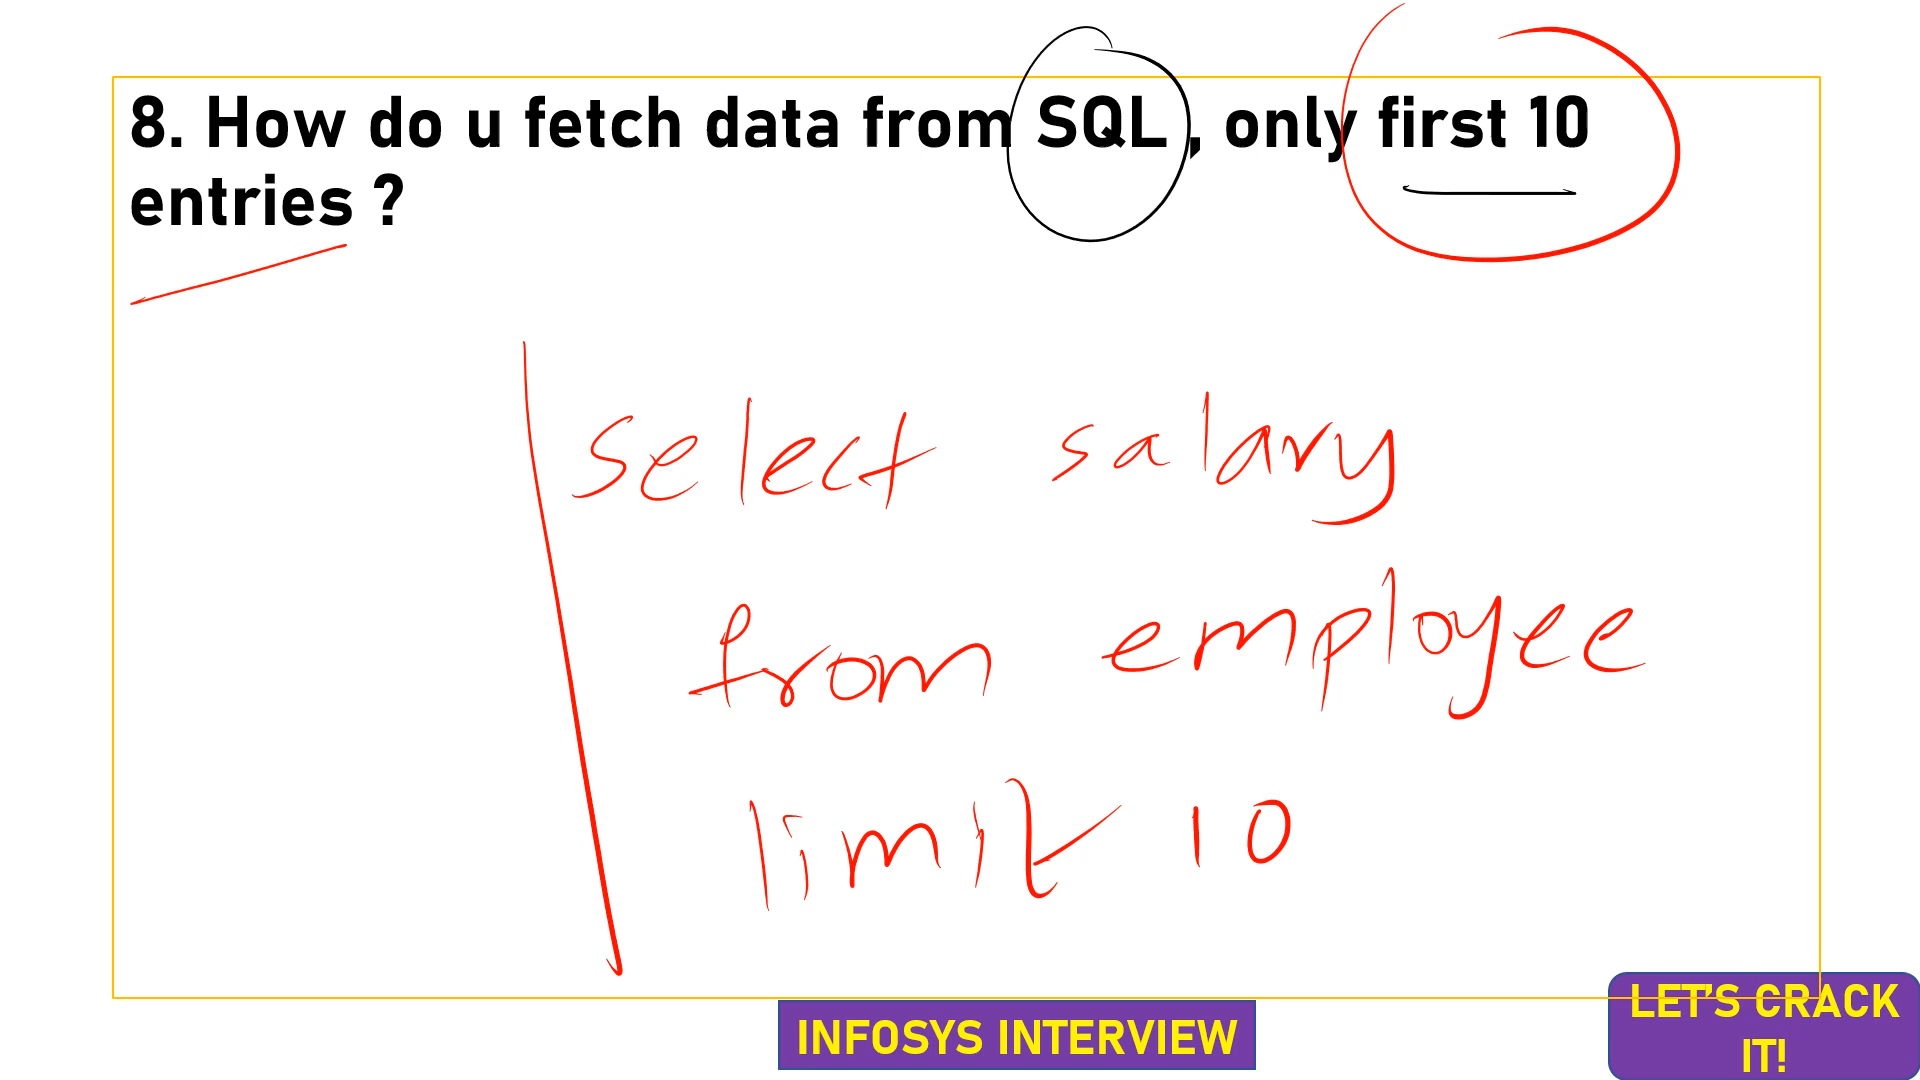 8. How do u fetch data from SQL , only first 10
entries ?
select salary
from employee
limit 10
INFOSYS INTERVIEW
LET'S CRACK
IT!